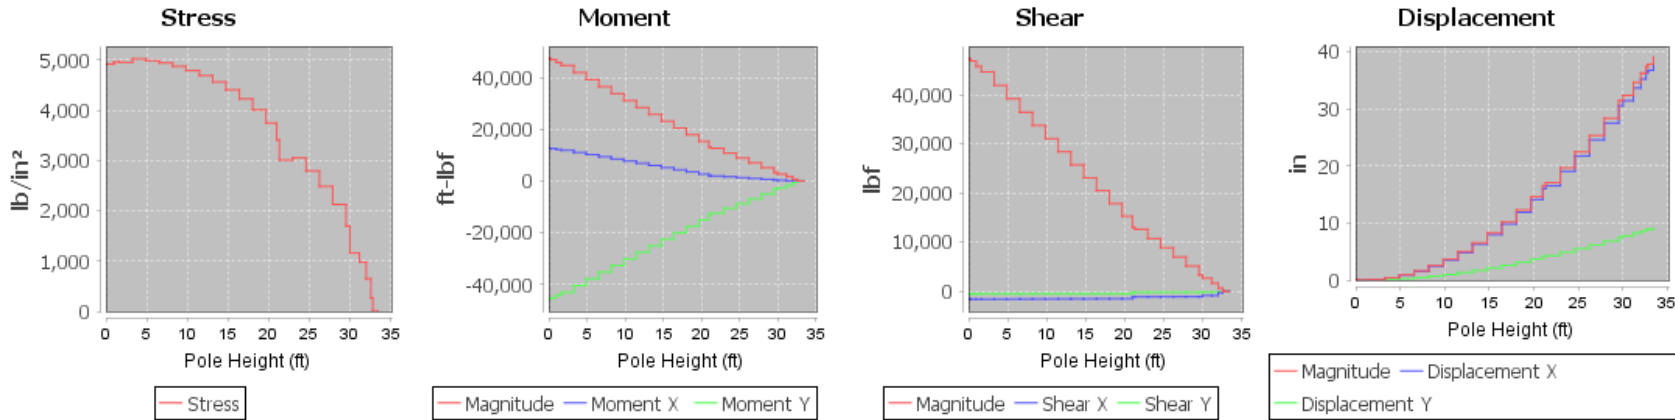 Stress
Moment
Shear
Displacement
5,000
4,000
3,000
2,000
1,000
0
lb/in²
0 5 10 15 20 25 30 35
Pole Height (ft)
Stress
40,000
20,000
0
-20,000
-40,000
ft-lbf
0 5 10 15 20 25 30 35
Pole Height (ft)
Magnitude Moment X Moment Y
40,000
30,000
20,000
10,000
0
lbf
0 5 10 15 20 25 30 35
Pole Height (ft)
Magnitude Shear X Shear Y
40
30
20
10
0
in
0 5 10 15 20 25 30 35
Pole Height (ft)
Magnitude Displacement X
Displacement Y